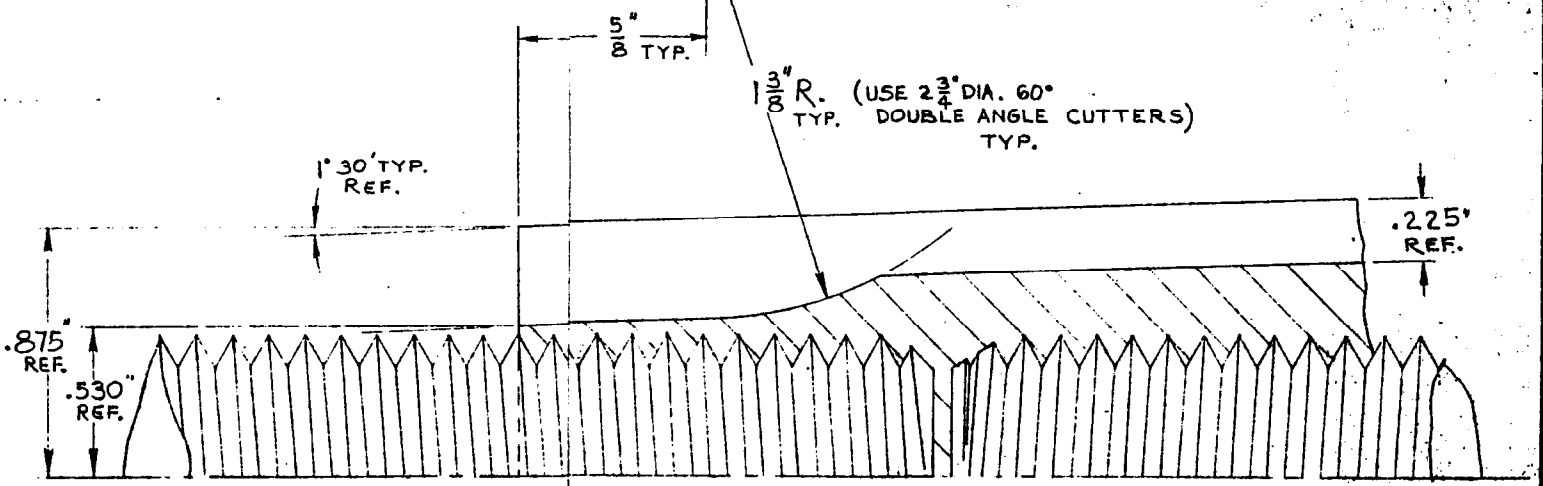 5/8" TYP.
1 3/8" R. TYP. (USE 2 3/4" DIA. 60°
DOUBLE ANGLE CUTTERS)
TYP.
1° 30' TYP.
REF.
.225"
REF.
.875"
REF.
.530"
REF.